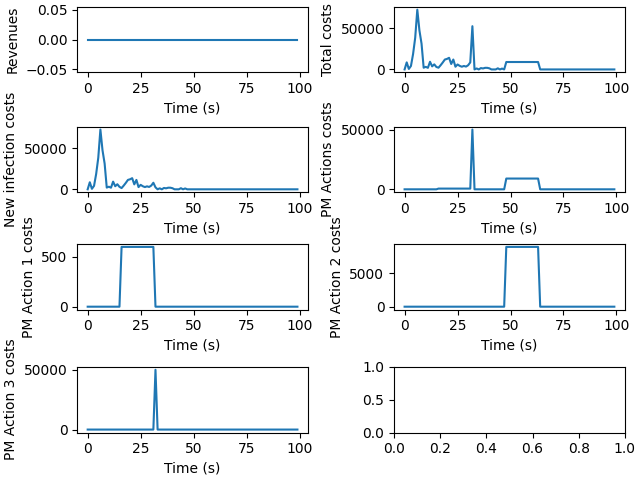 Revenues
0.05
0.00
−0.05
0 25 50 75 100
Time (s)
Total costs
50000
0
0 25 50 75 100
Time (s)
New infection costs
50000
0
0 25 50 75 100
Time (s)
PM Actions costs
50000
0
0 25 50 75 100
Time (s)
PM Action 1 costs
500
0
0 25 50 75 100
Time (s)
PM Action 2 costs
5000
0
0 25 50 75 100
Time (s)
PM Action 3 costs
50000
0
0 25 50 75 100
Time (s)
1.0
0.5
0.0
0.0 0.2 0.4 0.6 0.8 1.0